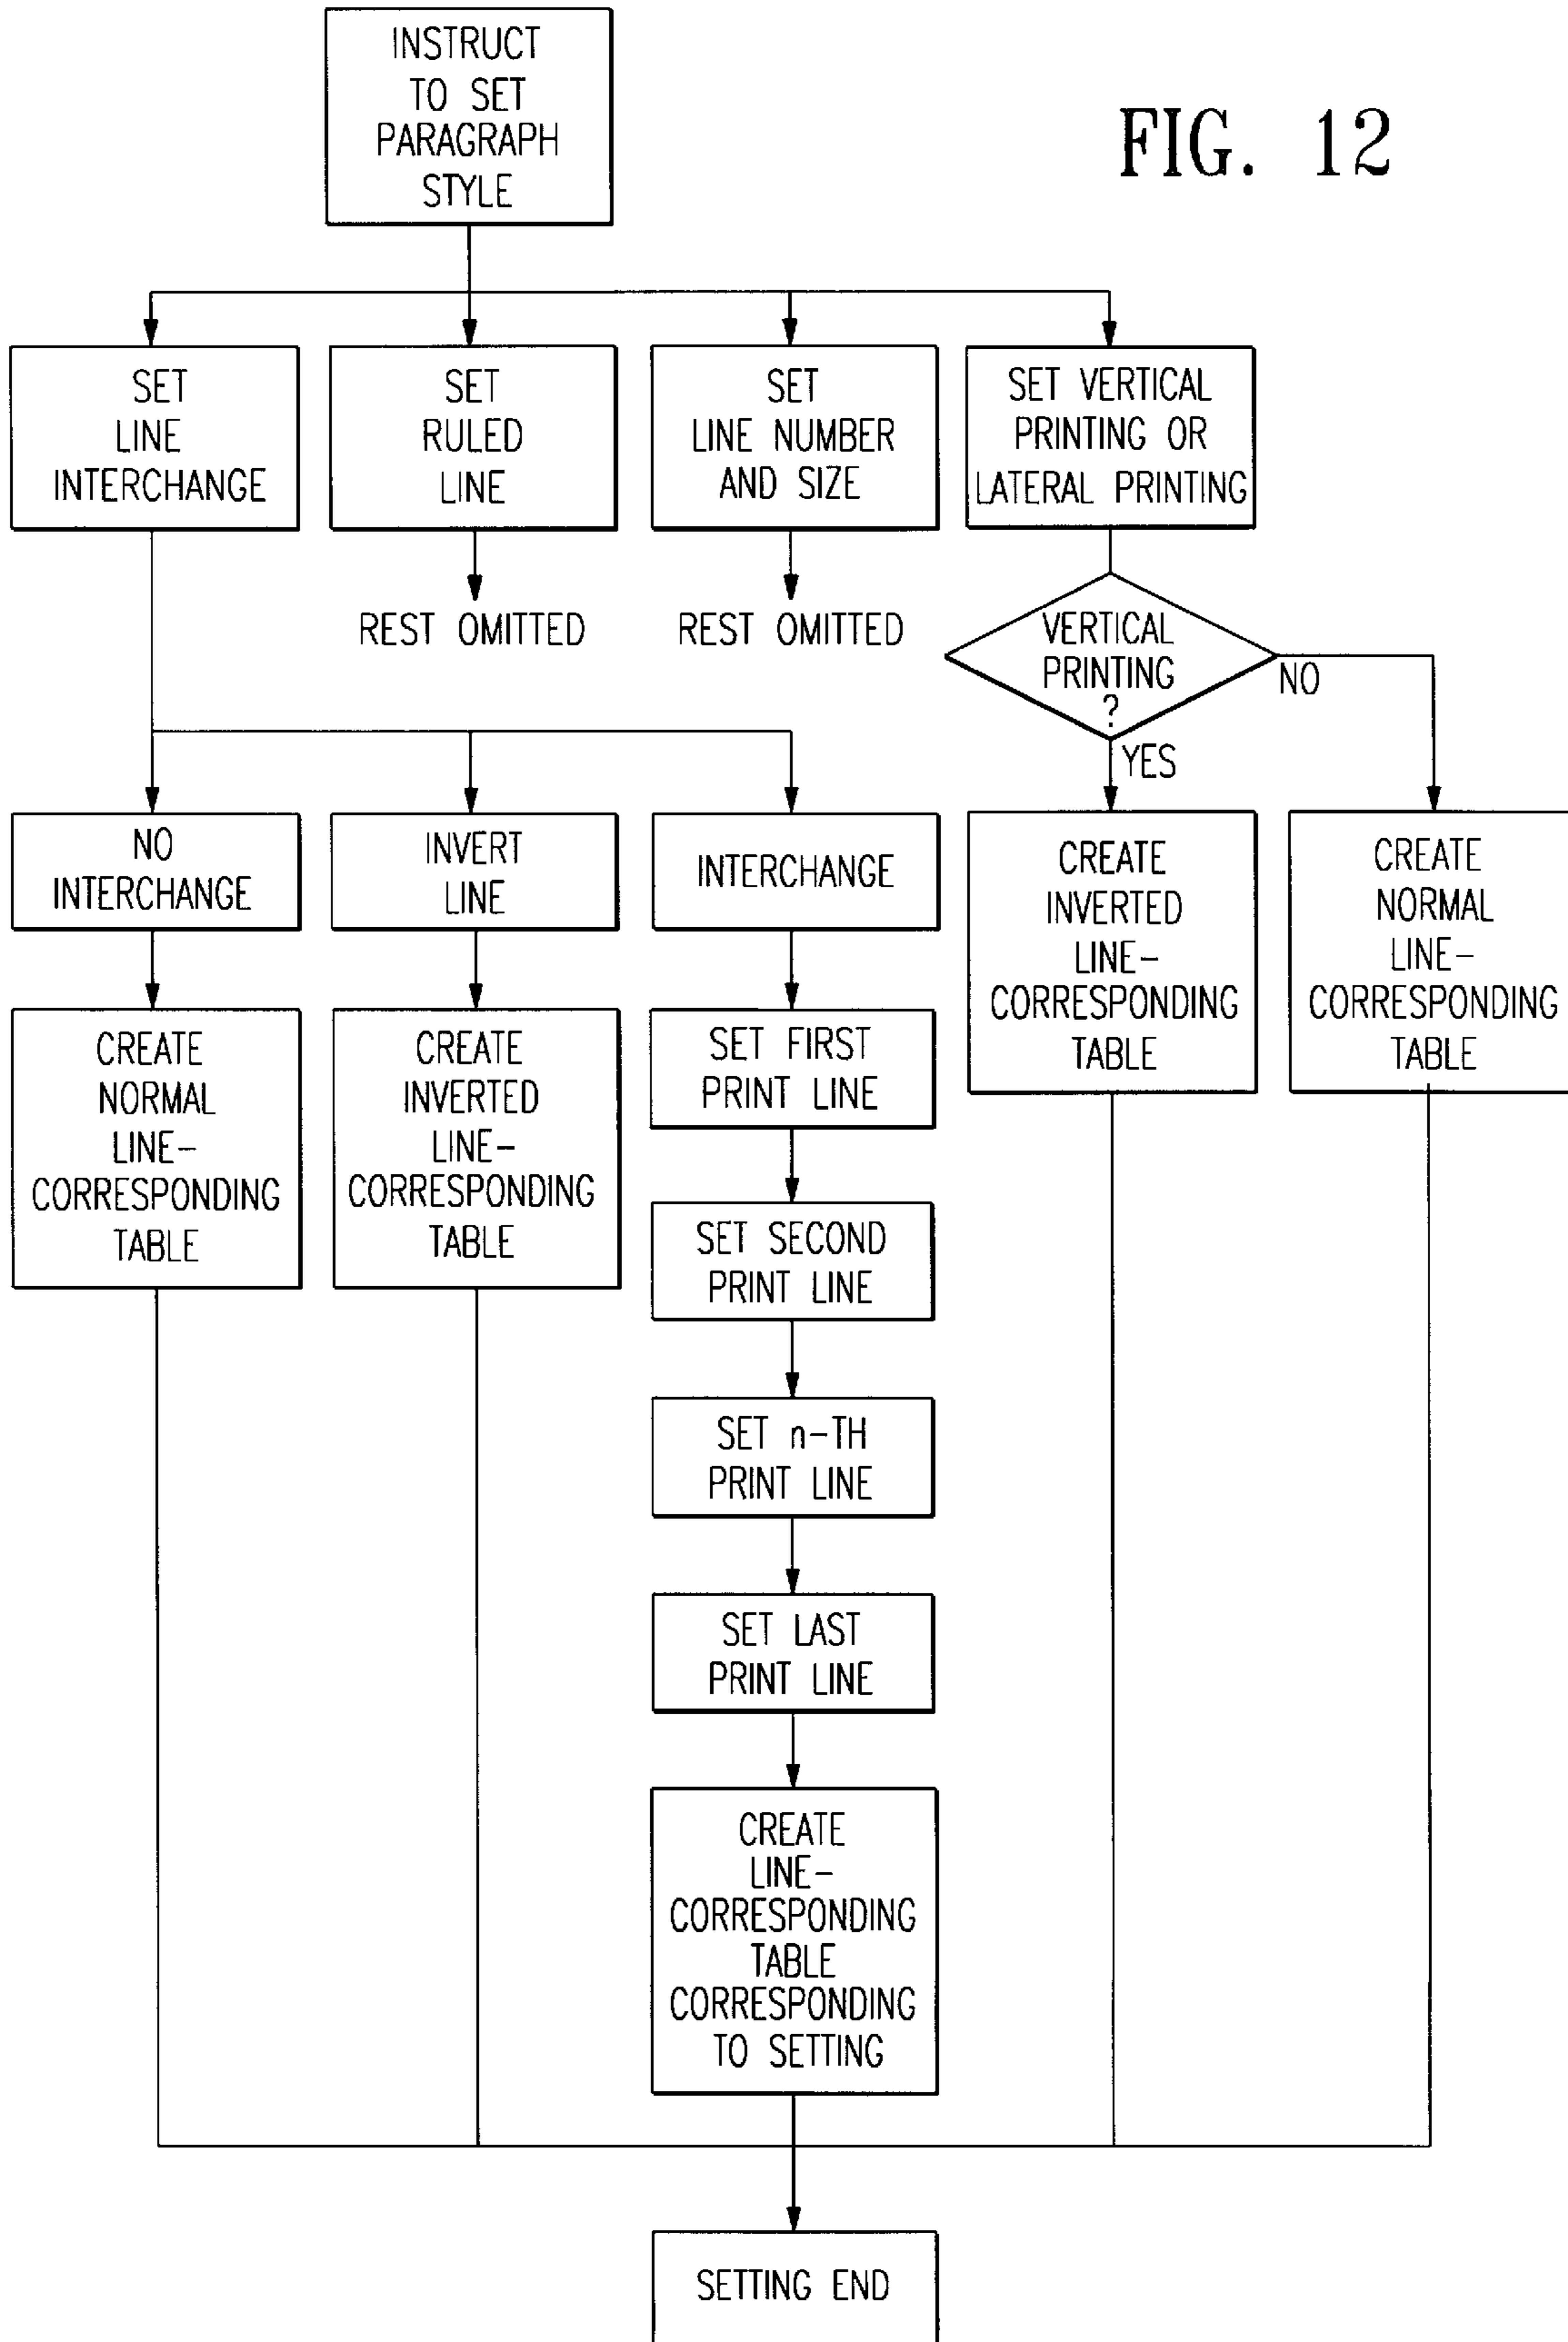 INSTRUCT
TO SET
PARAGRAPH
STYLE
FIG. 12
SET
LINE
INTERCHANGE
SET
RULED
LINE
SET
LINE NUMBER
AND SIZE
SET VERTICAL
PRINTING OR
LATERAL PRINTING
REST OMITTED
REST OMITTED
VERTICAL
PRINTING
?
NO
YES
NO
INTERCHANGE
INVERT
LINE
INTERCHANGE
CREATE
INVERTED
LINE-
CORRESPONDING
TABLE
CREATE
NORMAL
LINE-
CORRESPONDING
TABLE
CREATE
NORMAL
LINE-
CORRESPONDING
TABLE
CREATE
INVERTED
LINE-
CORRESPONDING
TABLE
SET FIRST
PRINT LINE
SET SECOND
PRINT LINE
SET n-TH
PRINT LINE
SET LAST
PRINT LINE
CREATE
LINE-
CORRESPONDING
TABLE
CORRESPONDING
TO SETTING
SETTING END